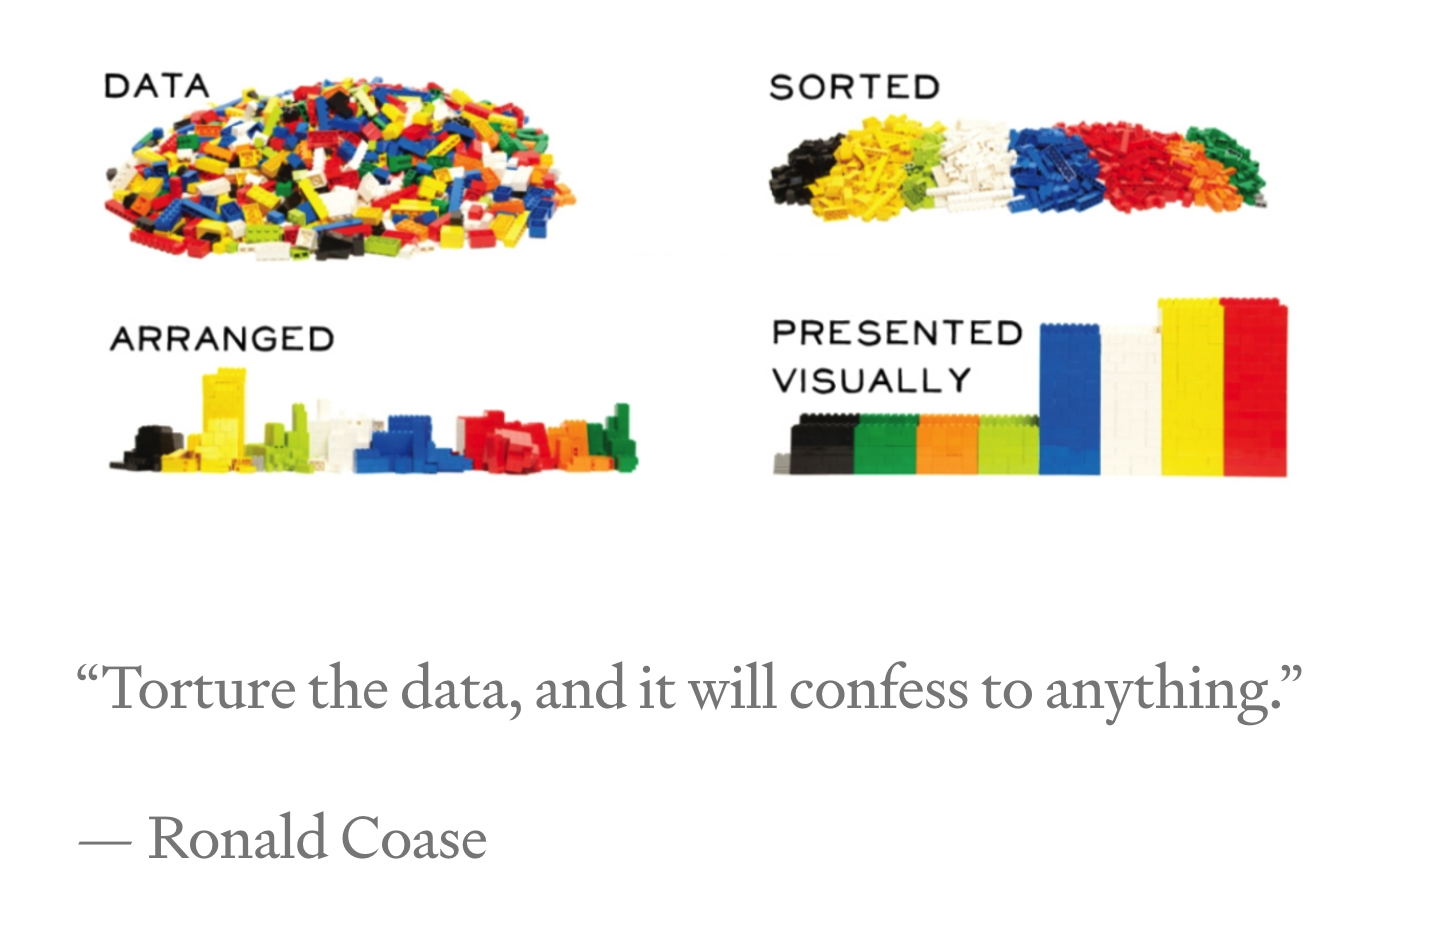 DATA
SORTED
ARRANGED
PRESENTED
VISUALLY
“Torture the data, and it will confess to anything.”
— Ronald Coase